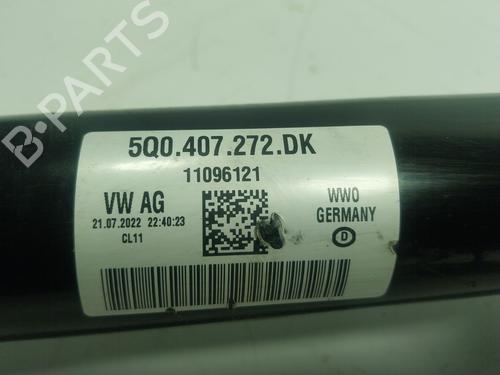 5Q0.407.272.DK
11096121
VW AG
21.07.2022 22:40:23
CL11
WWO
GERMANY
D
B-PARTS